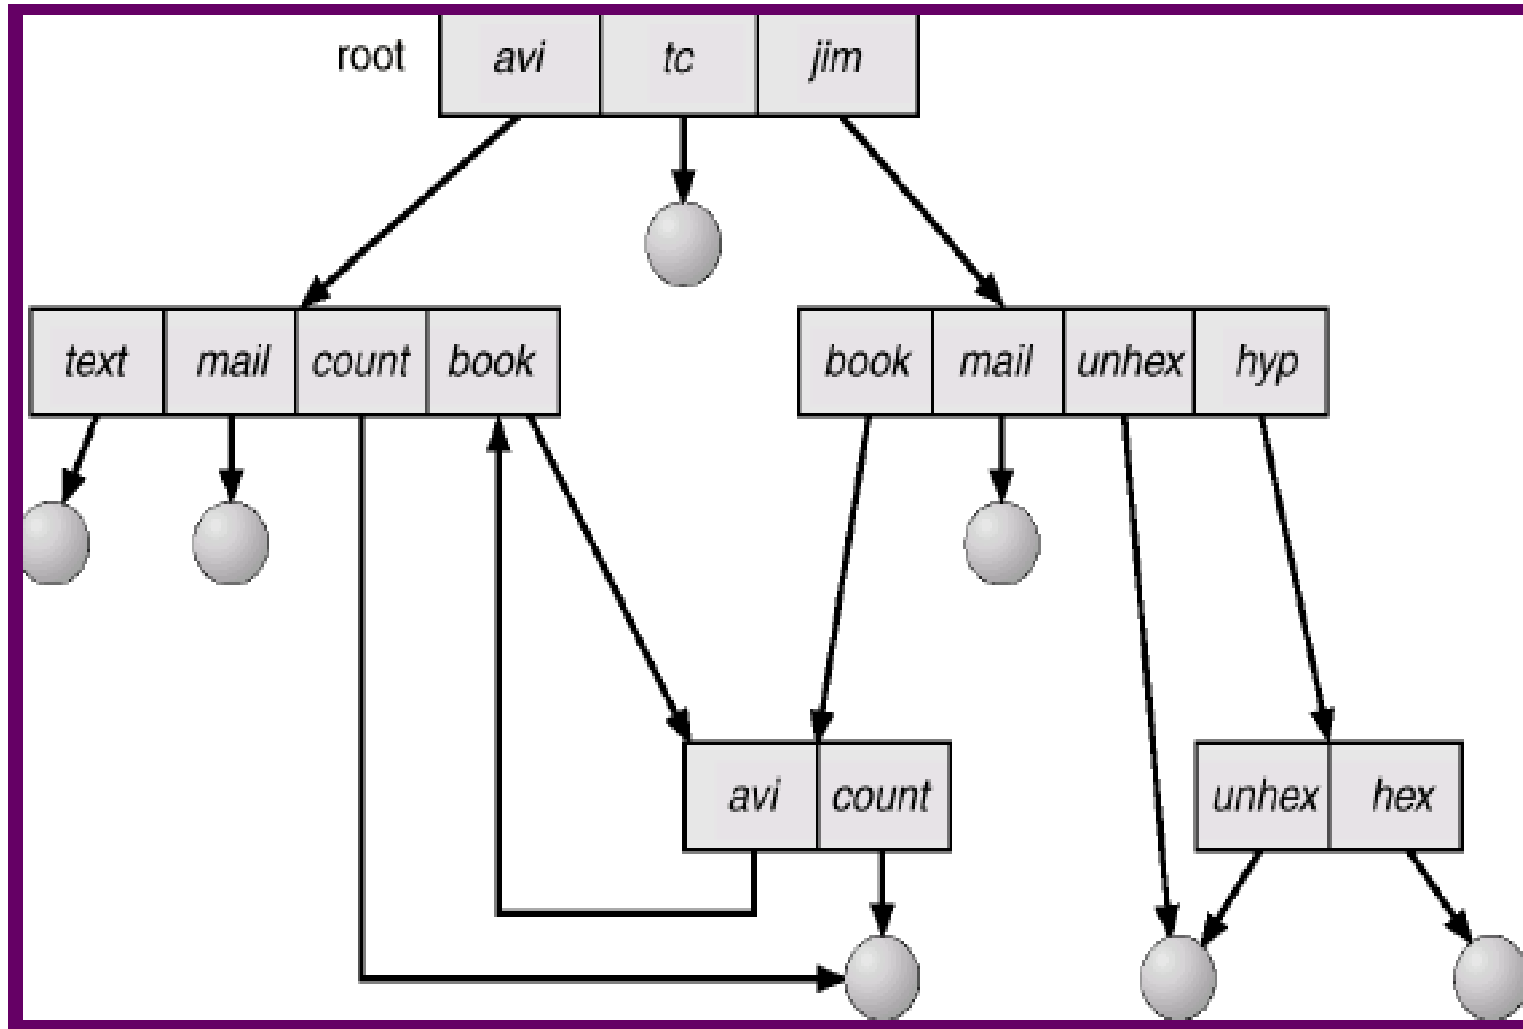 root avi tc jim
text mail count book book mail unhex hyp
avi count unhex hex